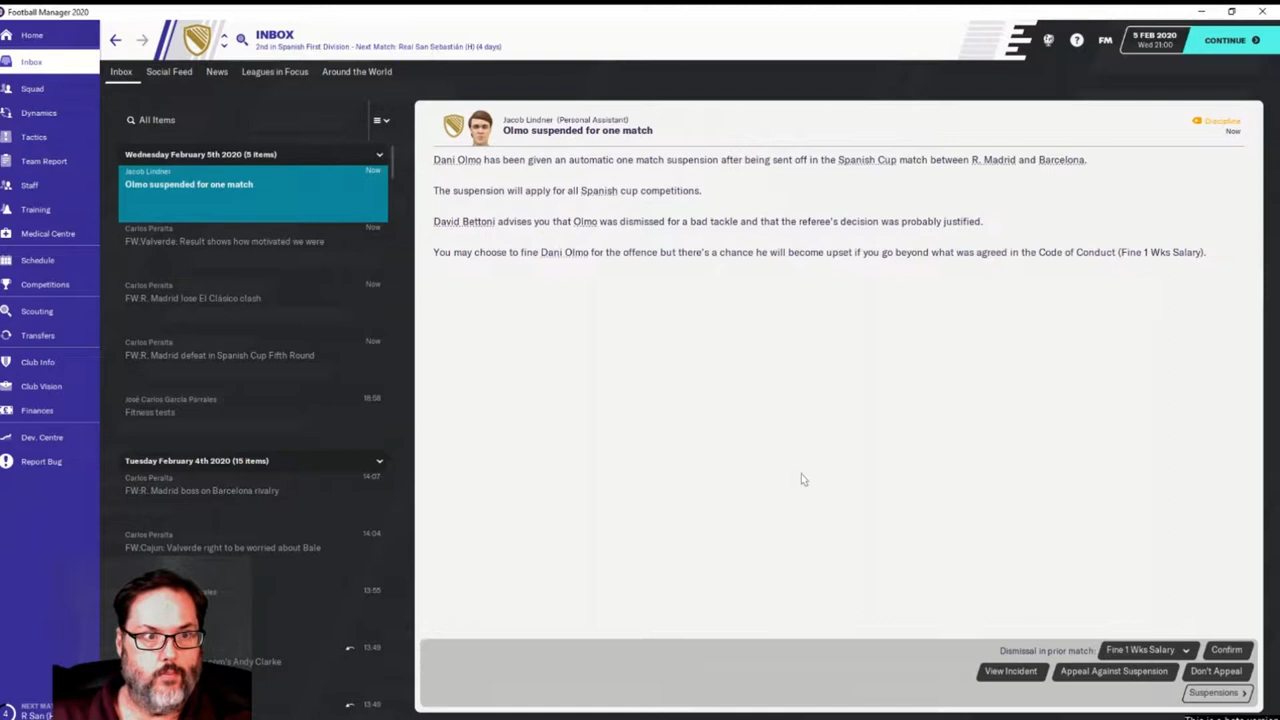 Football Manager 2020
Home
Inbox
Squad
Dynamics
Tactics
Team Report
Staff
Training
Medical Centre
Schedule
Competitions
Scouting
Transfers
Club Info
Club Vision
Finances
Dev. Centre
Report Bug
NEXT MA
4 R San (H)
INBOX
2nd in Spanish First Division - Next Match: Real San Sebastián (H) (4 days)
FM
5 FEB 2020
Wed 21:00
CONTINUE
Inbox Social Feed News Leagues in Focus Around the World
All Items
Wednesday February 5th 2020 (5 items)
Jacob Lindner Now
Olmo suspended for one match
Carlos Peralta Now
FW:Valverde: Result shows how motivated we were
Carlos Peralta Now
FW:R. Madrid lose El Clásico clash
Carlos Peralta Now
FW:R. Madrid defeat in Spanish Cup Fifth Round
José Carlos García Parrales 18:58
Fitness tests
Tuesday February 4th 2020 (15 items)
Carlos Peralta 14:07
FW:R. Madrid boss on Barcelona rivalry
Carlos Peralta 14:04
FW:Cajun: Valverde right to be worried about Bale
ales 13:55
13:49
com's Andy Clarke
13:49
Jacob Lindner (Personal Assistant)
Olmo suspended for one match
Discipline
Now
Dani Olmo has been given an automatic one match suspension after being sent off in the Spanish Cup match between R. Madrid and Barcelona.
The suspension will apply for all Spanish cup competitions.
David Bettoni advises you that Olmo was dismissed for a bad tackle and that the referee's decision was probably justified.
You may choose to fine Dani Olmo for the offence but there's a chance he will become upset if you go beyond what was agreed in the Code of Conduct (Fine 1 Wks Salary).
Dismissal in prior match: Fine 1 Wks Salary Confirm
View Incident Appeal Against Suspension Don't Appeal
Suspensions